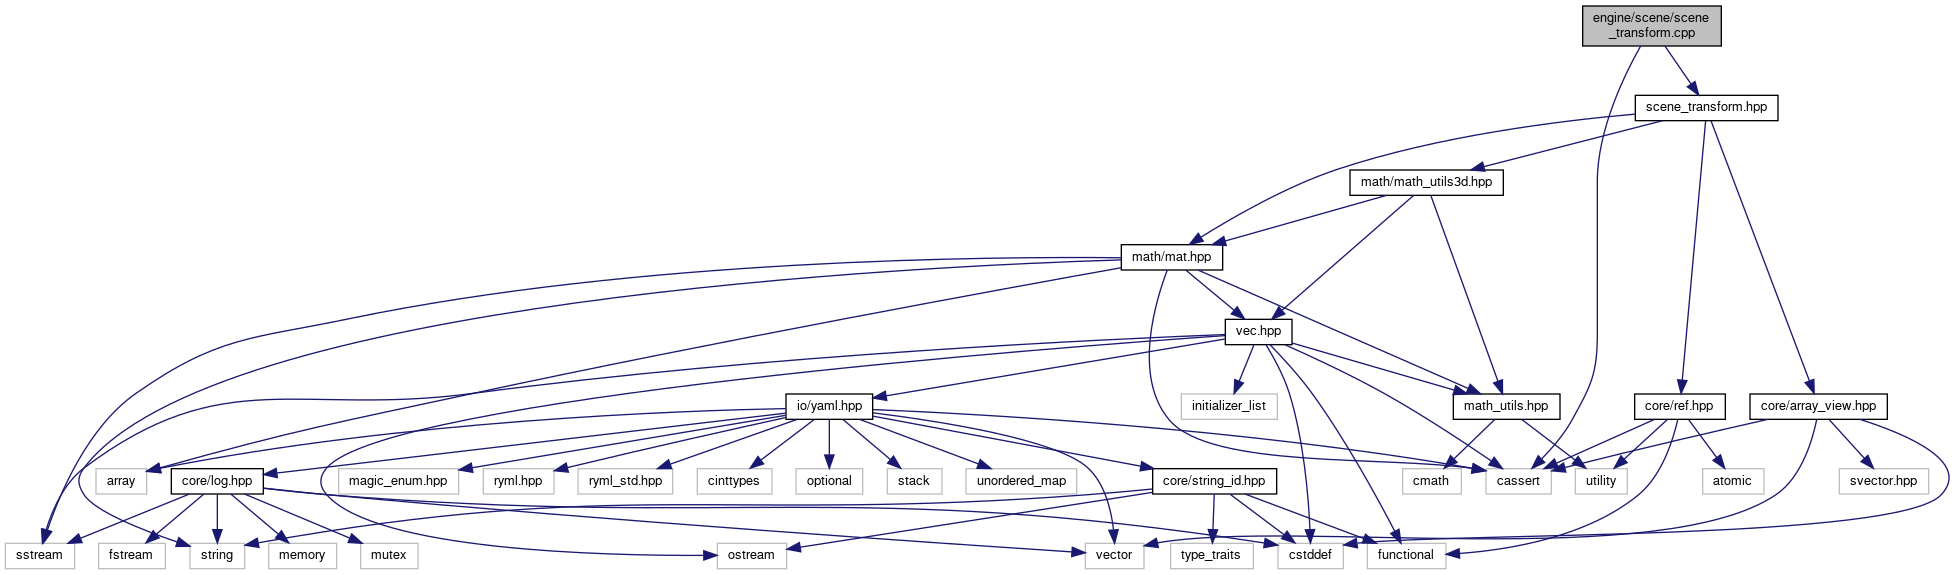 engine/scene/scene
_transform.cpp
scene_transform.hpp
math/math_utils3d.hpp
math/mat.hpp
vec.hpp
io/yaml.hpp
initializer_list
math_utils.hpp
core/ref.hpp
core/array_view.hpp
array
core/log.hpp
magic_enum.hpp
ryml.hpp
ryml_std.hpp
cinttypes
optional
stack
unordered_map
core/string_id.hpp
cmath
cassert
utility
atomic
svector.hpp
sstream
fstream
string
memory
mutex
ostream
vector
type_traits
cstddef
functional